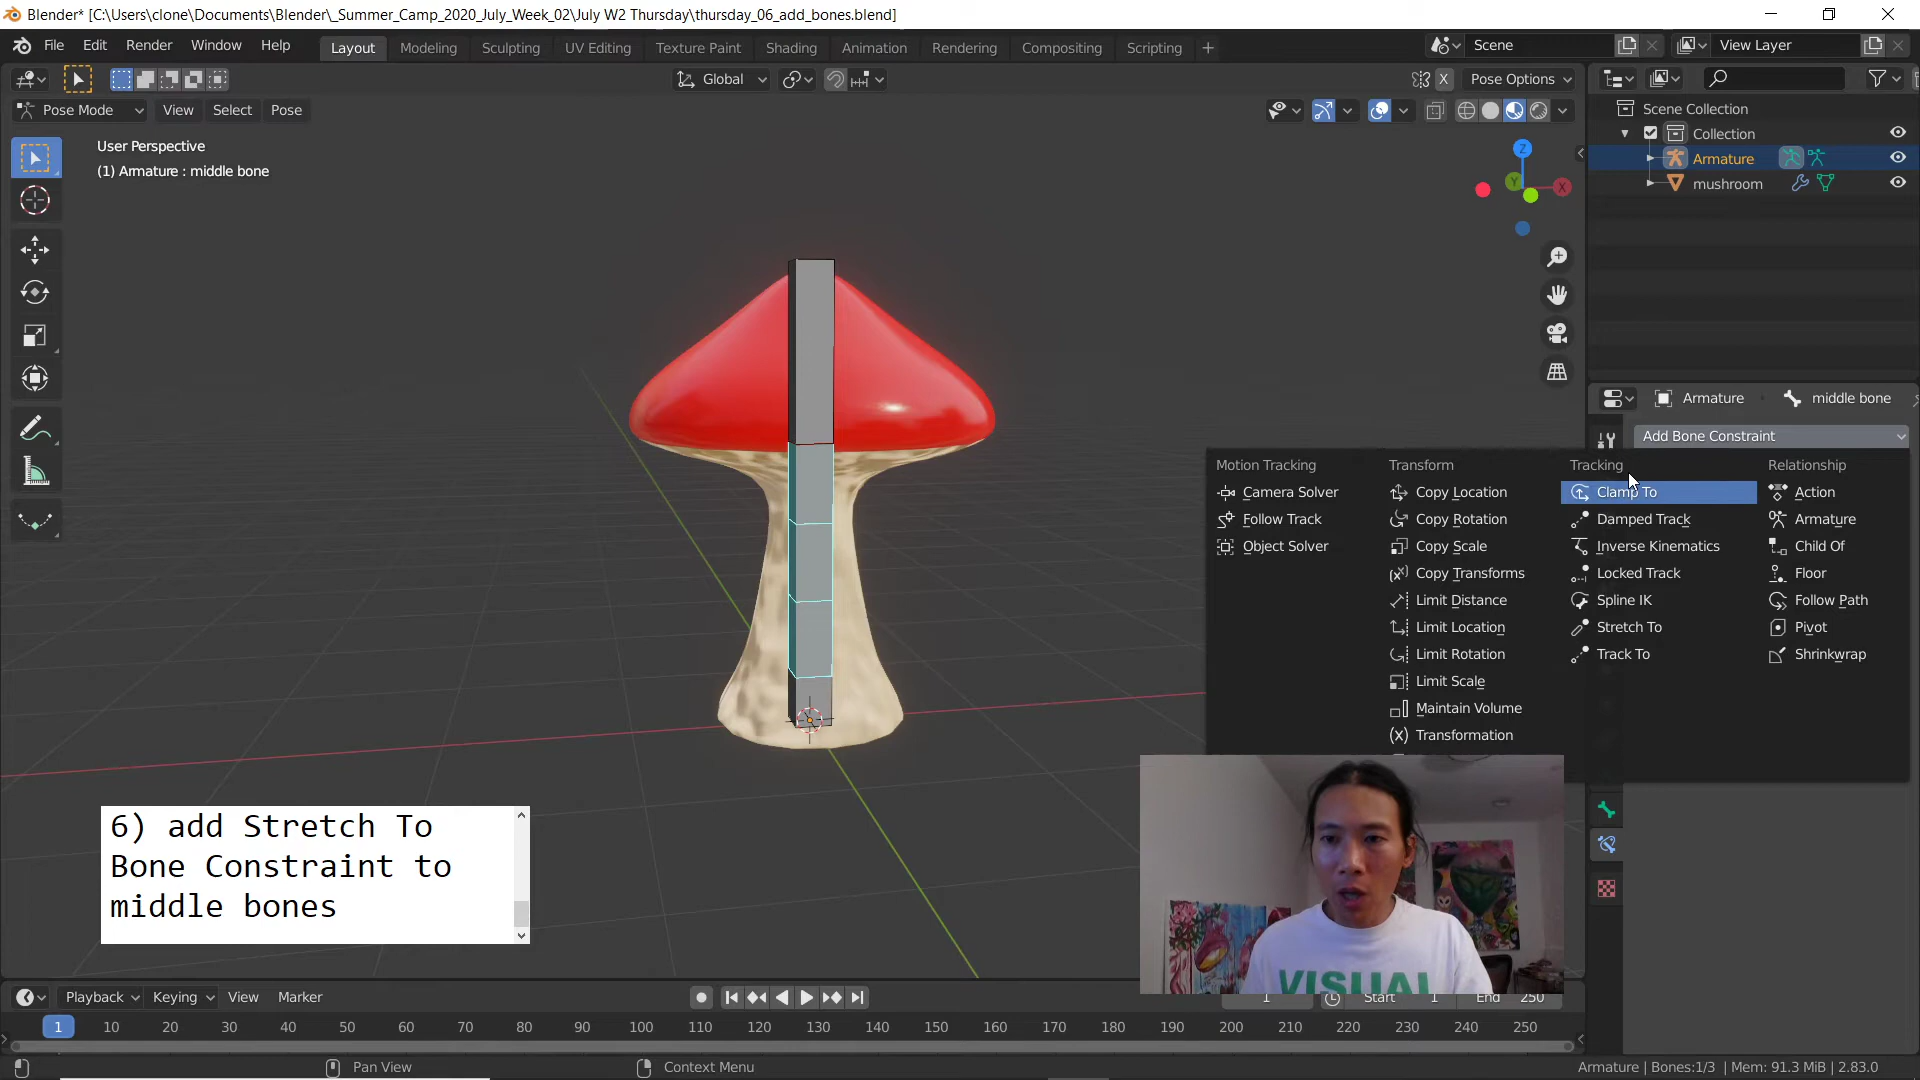 Blender* [C:\Users\clone\Documents\Blender\_Summer_Camp_2020_July_Week_02\July W2 Thursday\thursday_06_add_bones.blend]
File Edit Render Window Help
Layout Modeling Sculpting UV Editing Texture Paint Shading Animation Rendering Compositing Scripting +
Scene
View Layer
Global
X
Pose Options
Pose Mode View Select Pose
User Perspective
(1) Armature : middle bone
Z
Y
X
Scene Collection
Collection
Armature
mushroom
Armature middle bone
Add Bone Constraint
Motion Tracking
Camera Solver
Follow Track
Object Solver
Transform
Copy Location
Copy Rotation
Copy Scale
Copy Transforms
Limit Distance
Limit Location
Limit Rotation
Limit Scale
Maintain Volume
Transformation
Tracking
Clamp To
Damped Track
Inverse Kinematics
Locked Track
Spline IK
Stretch To
Track To
Relationship
Action
Armature
Child Of
Floor
Follow Path
Pivot
Shrinkwrap
6) add Stretch To
Bone Constraint to
middle bones
VISUAL
Playback Keying View Marker
1 Start 1 End 250
1 10 20 30 40 50 60 70 80 90 100 110 120 130 140 150 160 170 180 190 200 210 220 230 240 250
Pan View
Context Menu
Armature | Bones:1/3 | Mem: 91.3 MiB | 2.83.0